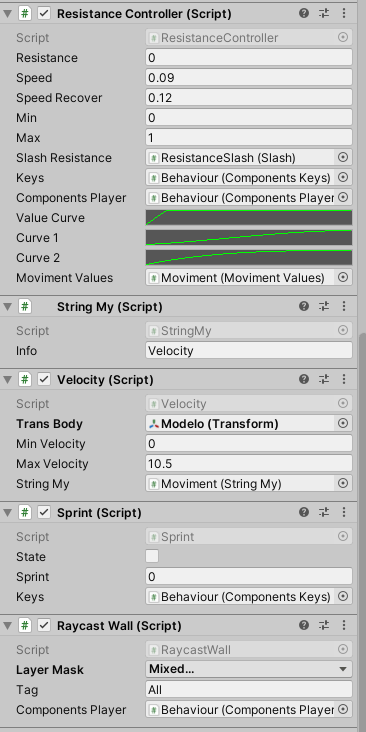 Resistance Controller (Script)
Script ResistanceController
Resistance 0
Speed 0.09
Speed Recover 0.12
Min 0
Max 1
Slash Resistance ResistanceSlash (Slash)
Keys Behaviour (Components Keys)
Components Player Behaviour (Components Player
Value Curve
Curve 1
Curve 2
Moviment Values Moviment (Moviment Values)
String My (Script)
Script StringMy
Info Velocity
Velocity (Script)
Script Velocity
Trans Body Modelo (Transform)
Min Velocity 0
Max Velocity 10.5
String My Moviment (String My)
Sprint (Script)
Script Sprint
State
Sprint 0
Keys Behaviour (Components Keys)
Raycast Wall (Script)
Script RaycastWall
Layer Mask Mixed...
Tag All
Components Player Behaviour (Components Player